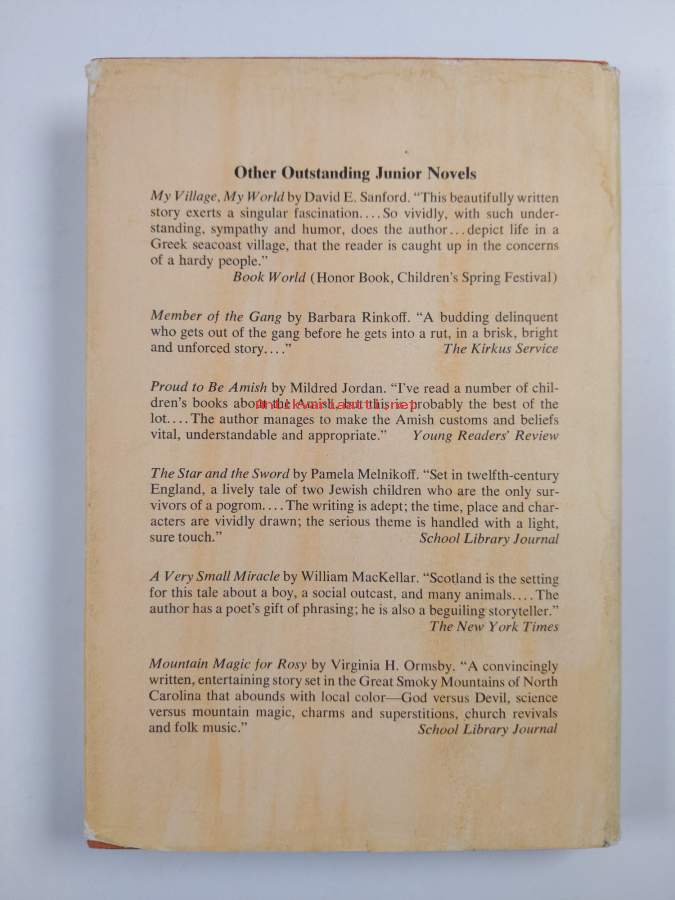 Other Outstanding Junior Novels
My Village, My World by David E. Sanford. “This beautifully written
story exerts a singular fascination.... So vividly, with such under-
standing, sympathy and humor, does the author...depict life in a
Greek seacoast village, that the reader is caught up in the concerns
of a hardy people.”
Book World (Honor Book, Children’s Spring Festival)
Member of the Gang by Barbara Rinkoff. “A budding delinquent
who gets out of the gang before he gets into a rut, in a brisk, bright
and unforced story....” The Kirkus Service
Proud to Be Amish by Mildred Jordan. “I’ve read a number of chil-
dren’s books about the Amish, but this is probably the best of the
antikvariaatti.net
lot.... The author manages to make the Amish customs and beliefs
vital, understandable and appropriate.” Young Readers’ Review
The Star and the Sword by Pamela Melnikoff. “Set in twelfth-century
England, a lively tale of two Jewish children who are the only sur-
vivors of a pogrom.... The writing is adept; the time, place and char-
acters are vividly drawn; the serious theme is handled with a light,
sure touch.” School Library Journal
A Very Small Miracle by William MacKellar. “Scotland is the setting
for this tale about a boy, a social outcast, and many animals.... The
author has a poet’s gift of phrasing; he is also a beguiling storyteller.”
The New York Times
Mountain Magic for Rosy by Virginia H. Ormsby. “A convincingly
written, entertaining story set in the Great Smoky Mountains of North
Carolina that abounds with local color—God versus Devil, science
versus mountain magic, charms and superstitions, church revivals
and folk music.” School Library Journal